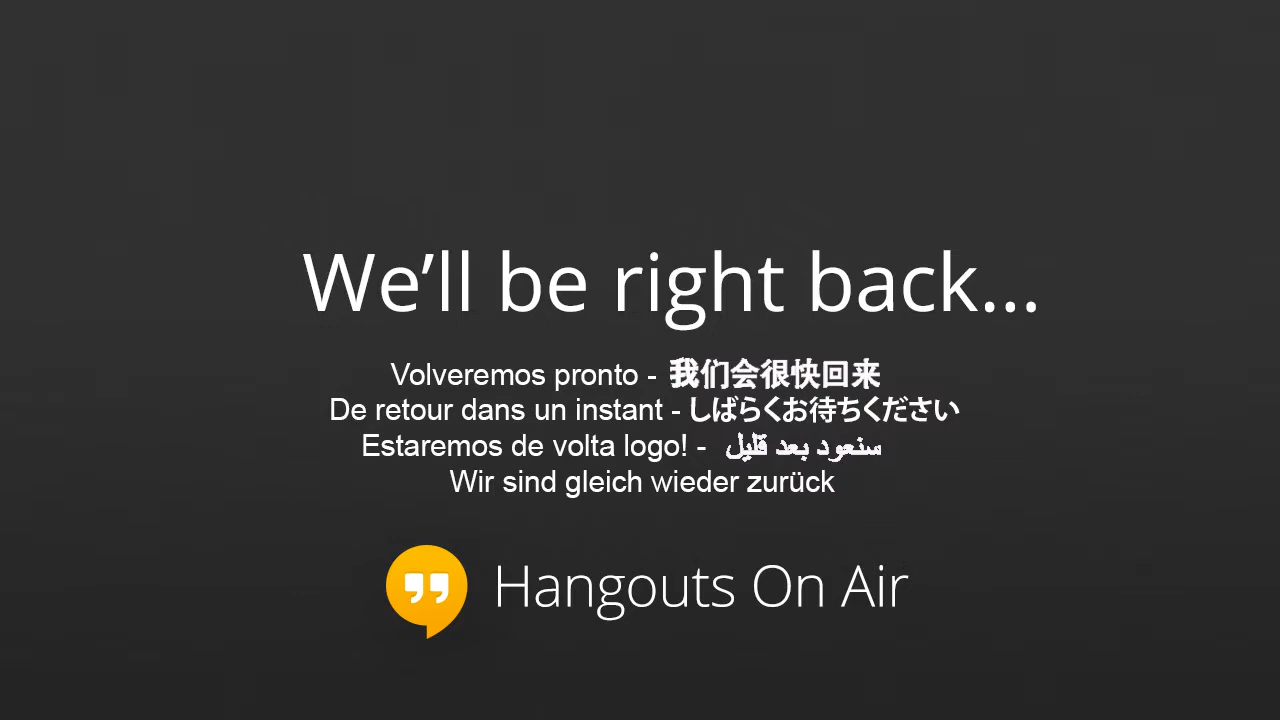 We’ll be right back...
Volveremos pronto - 我们会很快回来
De retour dans un instant - しばらくお待ちください
Estaremos de volta logo! - سنعود بعد قليل
Wir sind gleich wieder zurück
Hangouts On Air